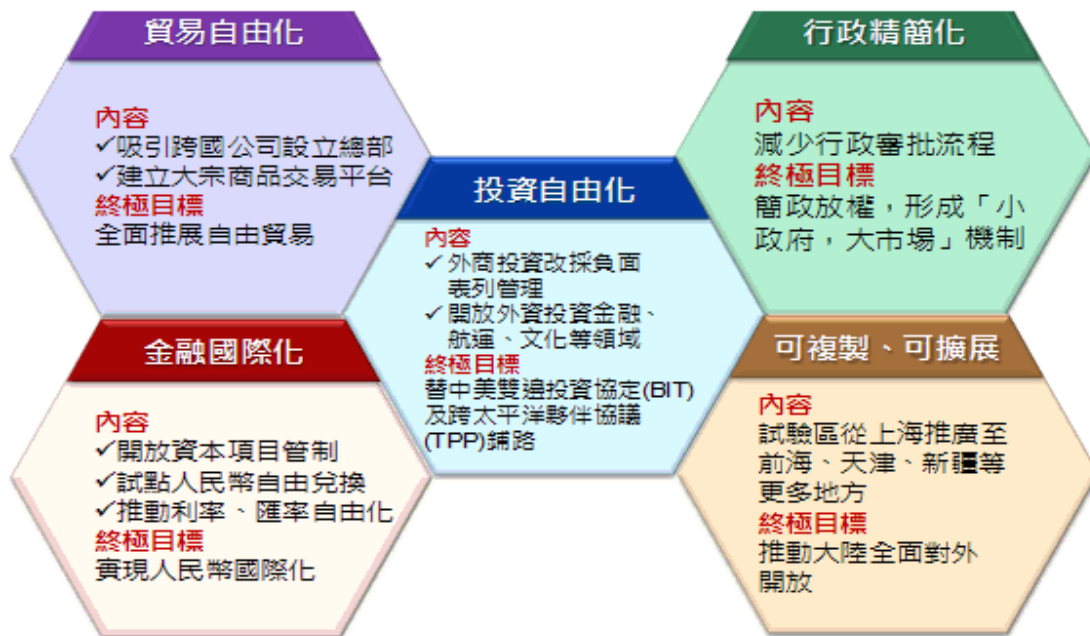 貿易自由化
內容
✓吸引跨國公司設立總部
✓建立大宗商品交易平台
終極目標
全面推展自由貿易
行政精簡化
內容
減少行政審批流程
終極目標
簡政放權，形成「小
政府，大市場」機制
投資自由化
內容
✓外商投資改採負面
表列管理
✓開放外資投資金融、
航運、文化等領域
終極目標
替中美雙邊投資協定(BIT)
及跨太平洋夥伴協議
(TPP)鋪路
金融國際化
內容
✓開放資本項目管制
✓試點人民幣自由兌換
✓推動利率、匯率自由化
終極目標
實現人民幣國際化
可複製、可擴展
內容
試驗區從上海推廣至
前海、天津、新疆等
更多地方
終極目標
推動大陸全面對外
開放